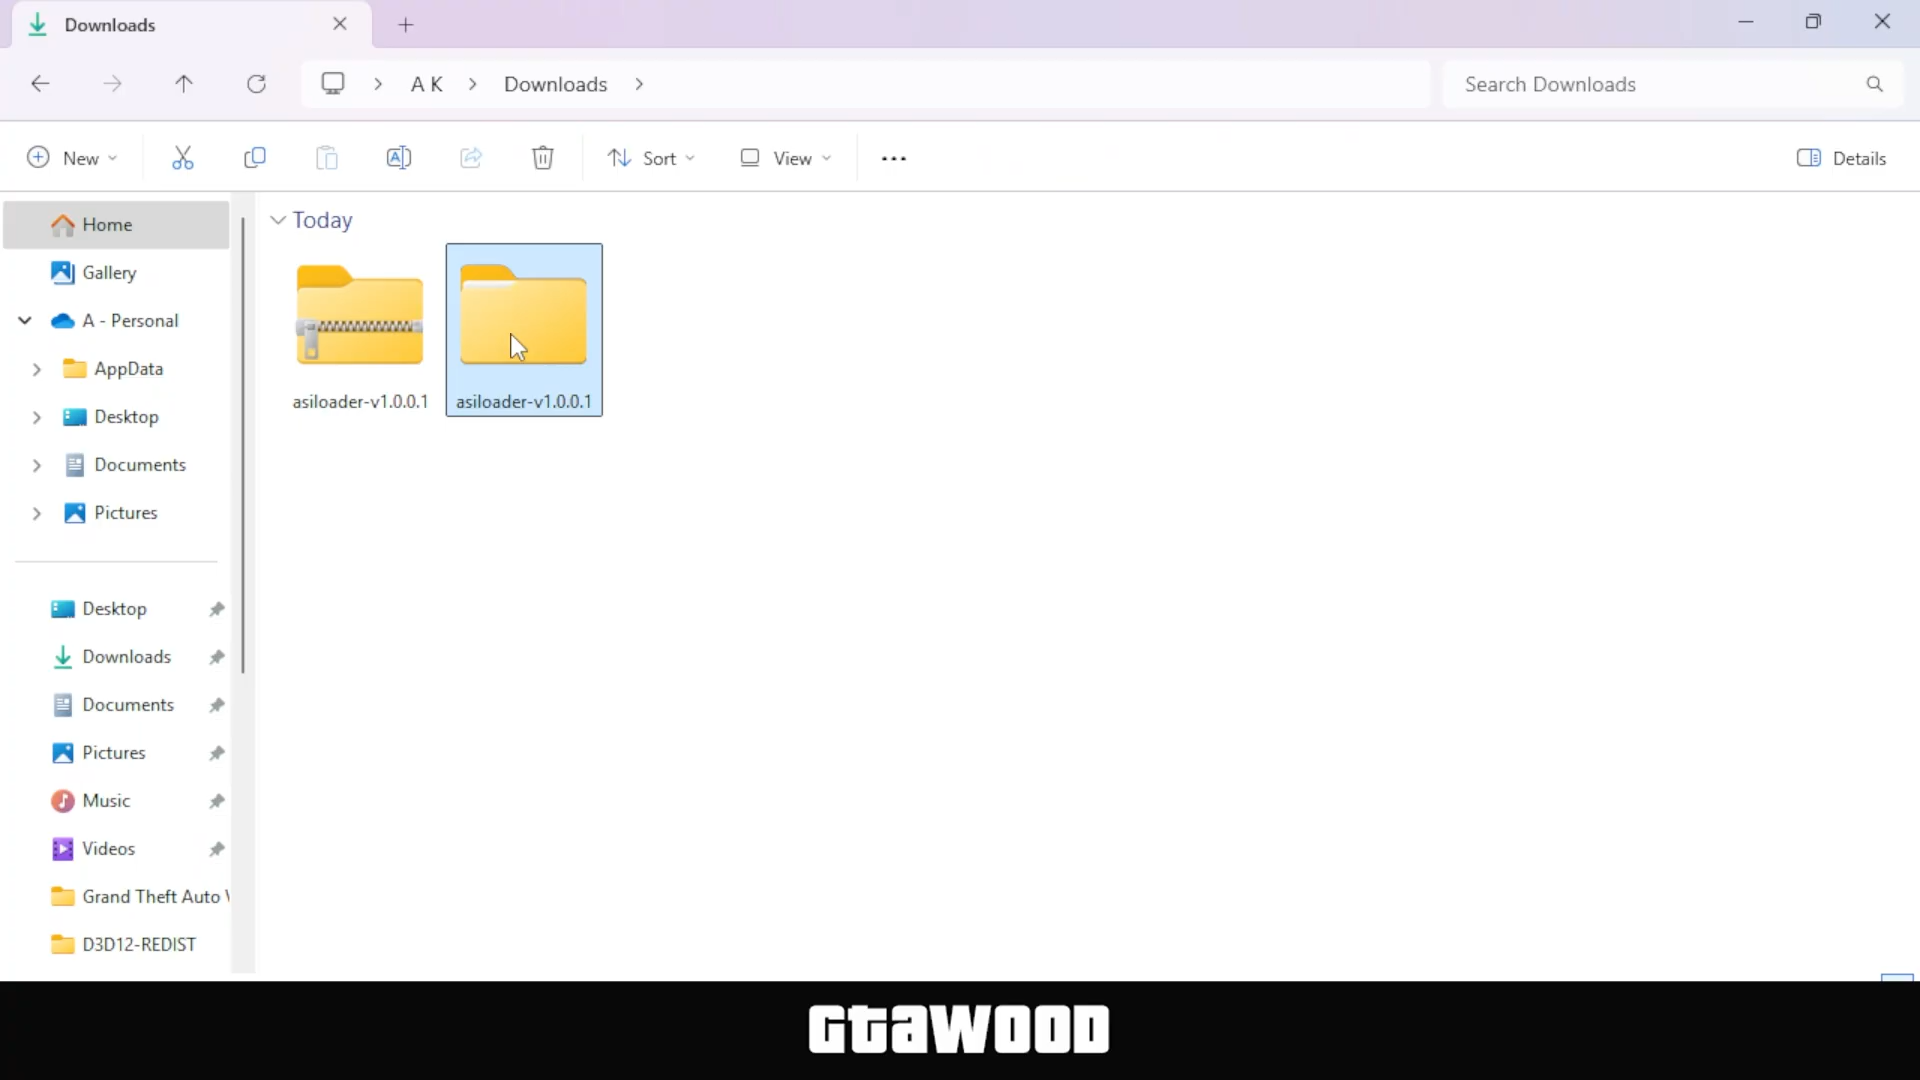 Downloads
A K
Downloads
Search Downloads
New
Sort
View
Details
Home
Gallery
A - Personal
AppData
Desktop
Documents
Pictures
Desktop
Downloads
Documents
Pictures
Music
Videos
Grand Theft Auto V
D3D12-REDIST
Today
asiloader-v1.0.0.1
asiloader-v1.0.0.1
GTAWOOD